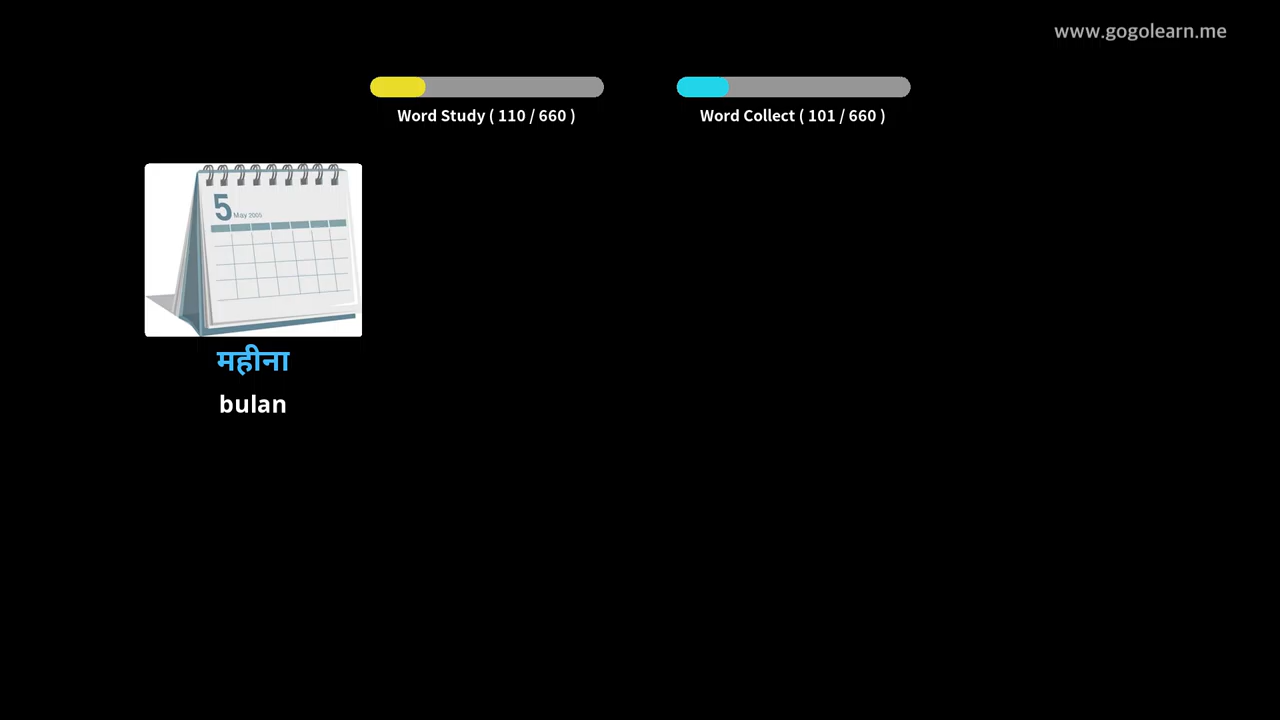 www.gogolearn.me
Word Study ( 110 / 660 )
Word Collect ( 101 / 660 )
5 May 2005
महीना
bulan